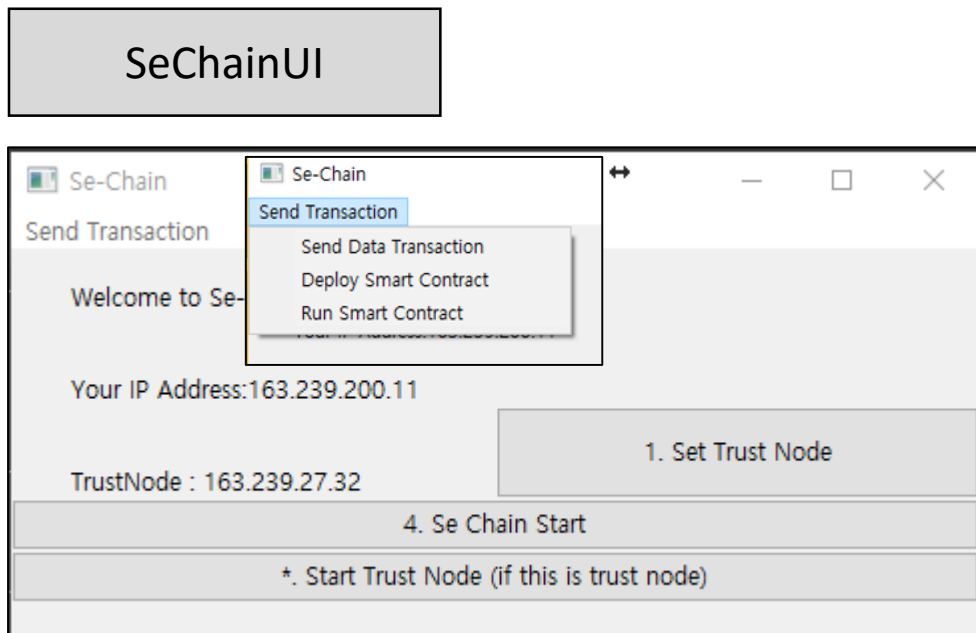 SeChainUI
Se-Chain
Send Transaction
Se-Chain
Send Transaction
Send Data Transaction
Deploy Smart Contract
Run Smart Contract
Welcome to Se-
Your IP Address:163.239.200.11
1. Set Trust Node
TrustNode : 163.239.27.32
4. Se Chain Start
*. Start Trust Node (if this is trust node)